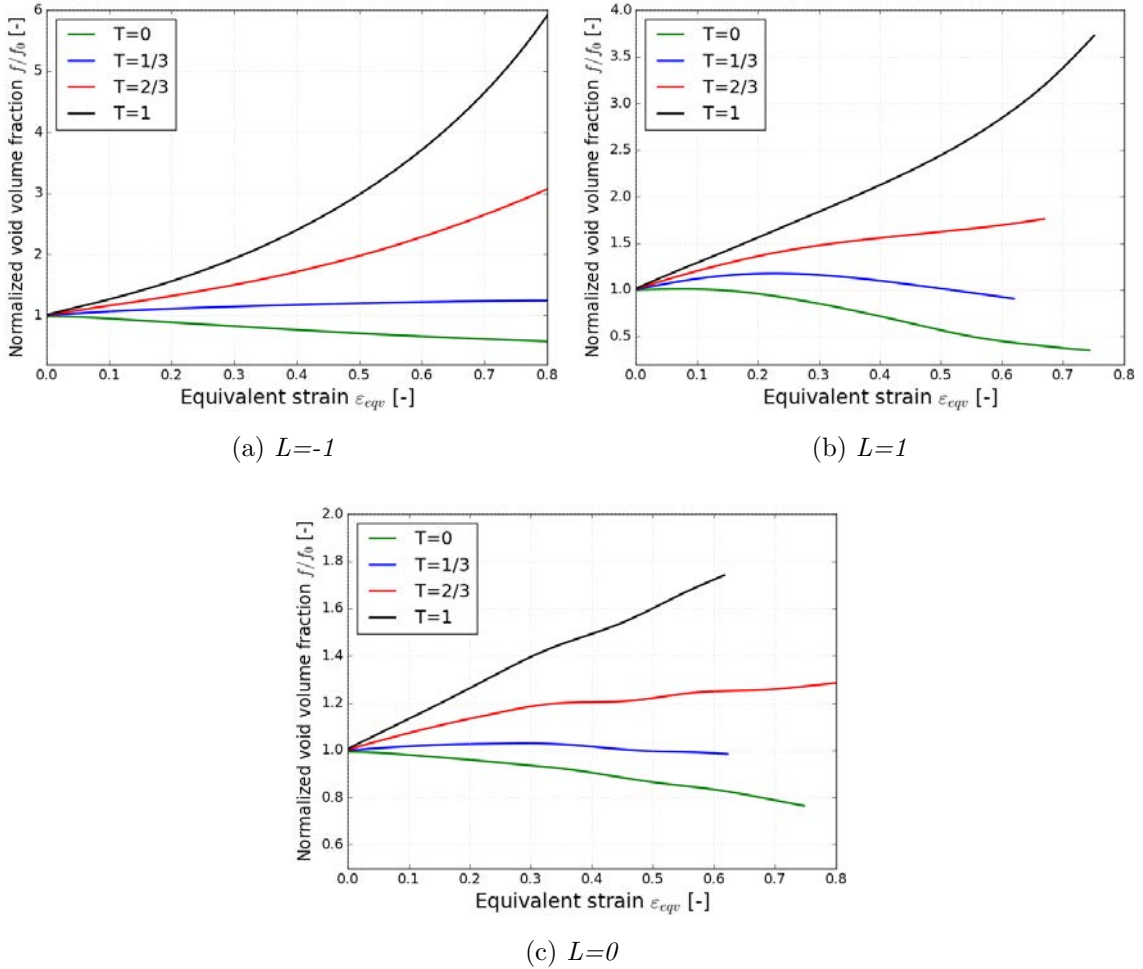 Normalized void volume fraction f/f₀ [-]
6
5
4
3
2
1
T=0
T=1/3
T=2/3
T=1
0.0 0.1 0.2 0.3 0.4 0.5 0.6 0.7 0.8
Equivalent strain εeqv [-]
(a) L=-1
Normalized void volume fraction f/f₀ [-]
4.0
3.5
3.0
2.5
2.0
1.5
1.0
0.5
T=0
T=1/3
T=2/3
T=1
0.0 0.1 0.2 0.3 0.4 0.5 0.6 0.7 0.8
Equivalent strain εeqv [-]
(b) L=1
Normalized void volume fraction f/f₀ [-]
2.0
1.8
1.6
1.4
1.2
1.0
0.8
0.6
T=0
T=1/3
T=2/3
T=1
0.0 0.1 0.2 0.3 0.4 0.5 0.6 0.7 0.8
Equivalent strain εeqv [-]
(c) L=0